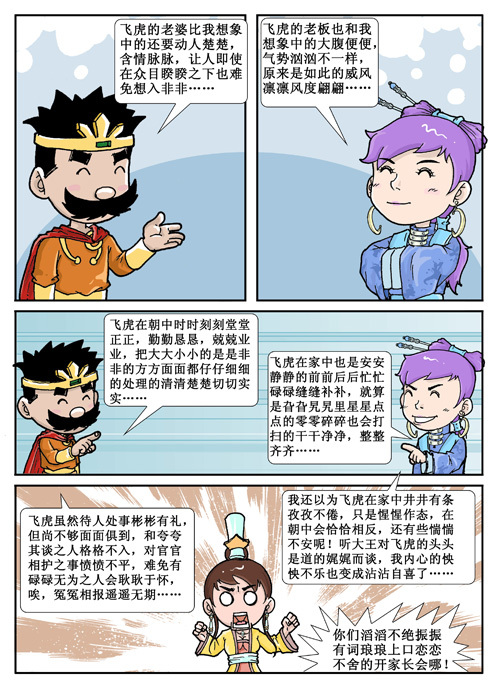 飞虎的老婆比我想象
中的还要动人楚楚，
含情脉脉，让人即使
在众目睽睽之下也难
免想入非非……
飞虎的老板也和我
想象中的大腹便便，
气势汹汹不一样，
原来是如此的威风
凛凛风度翩翩……
飞虎在朝中时时刻刻堂堂
正正，勤勤恳恳，兢兢业
业，把大大小小的是是非
非的方方面面都仔仔细细
的处理的清清楚楚切切实
实……
飞虎在家中也是安安
静静的前前后后忙忙
碌碌缝缝补补，就算
是旮旮旯旯里星星点
点的零零碎碎也会打
扫的干干净净，整整
齐齐……
飞虎虽然待人处事彬彬有礼，
但尚不够面面俱到，和夸夸
其谈之人格格不入，对官官
相护之事愤愤不平，难免有
碌碌无为之人会耿耿于怀，
唉，冤冤相报遥遥无期……
我还以为飞虎在家中井井有条
孜孜不倦，只是惺惺作态，在
朝中会恰恰相反，还有些惴惴
不安呢！听大王对飞虎的头头
是道的娓娓而谈，我内心的怏
怏不乐也变成沾沾自喜了……
你们滔滔不绝振振
有词琅琅上口恋恋
不舍的开家长会哪！